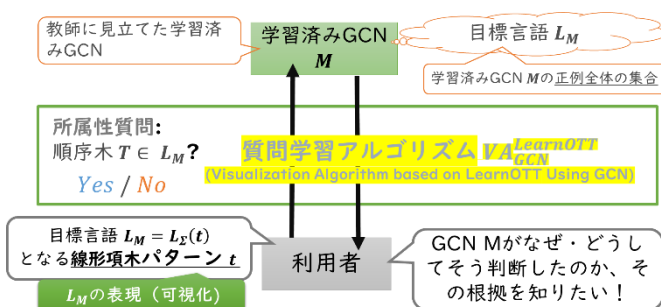 教師に見立てた学習済
みGCN
学習済みGCN
M
目標言語 L_M
学習済みGCN Mの正例全体の集合
所属性質問:
順序木 T ∈ L_M?
Yes / No
質問学習アルゴリズム VA_{GCN}^{LearnOTT}
(Visualization Algorithm based on LearnOTT Using GCN)
目標言語 L_M = L_Σ(t)
となる線形項木パターン t
L_Mの表現(可視化)
利用者
GCN Mがなぜ・どうし
てそう判断したのか、そ
の根拠を知りたい!